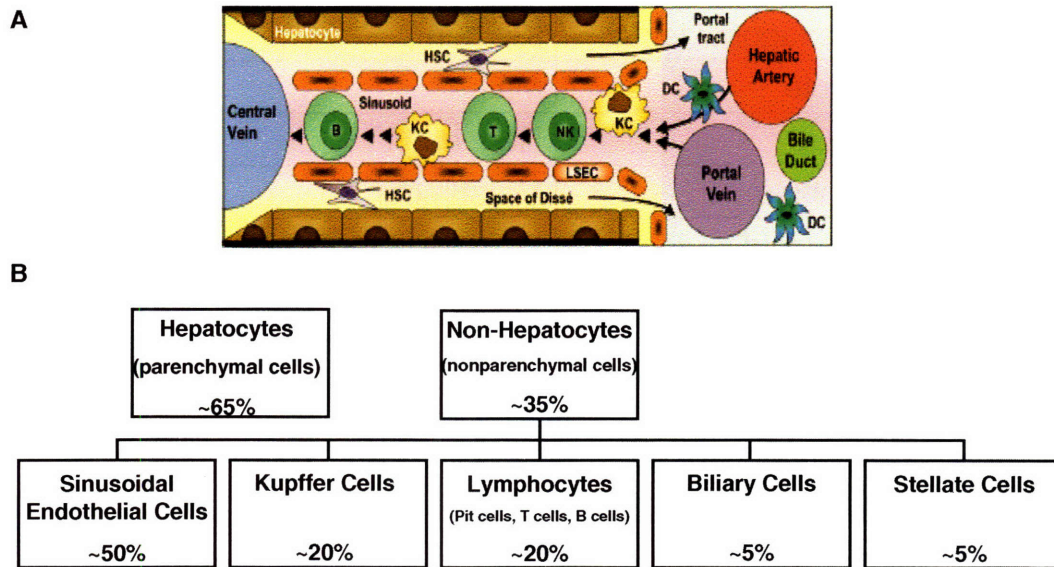 A
Hepatocyte
HSC
Portal
tract
Hepatic
Artery
DC
Central
Vein
Sinusoid
B
KC
T
NK
KC
Bile
Duct
LSEC
Portal
Vein
HSC
Space of Dissé
DC
B
Hepatocytes
(parenchymal cells)
~65%
Non-Hepatocytes
(nonparenchymal cells)
~35%
Sinusoidal
Endothelial Cells
~50%
Kupffer Cells
~20%
Lymphocytes
(Pit cells, T cells, B cells)
~20%
Biliary Cells
~5%
Stellate Cells
~5%